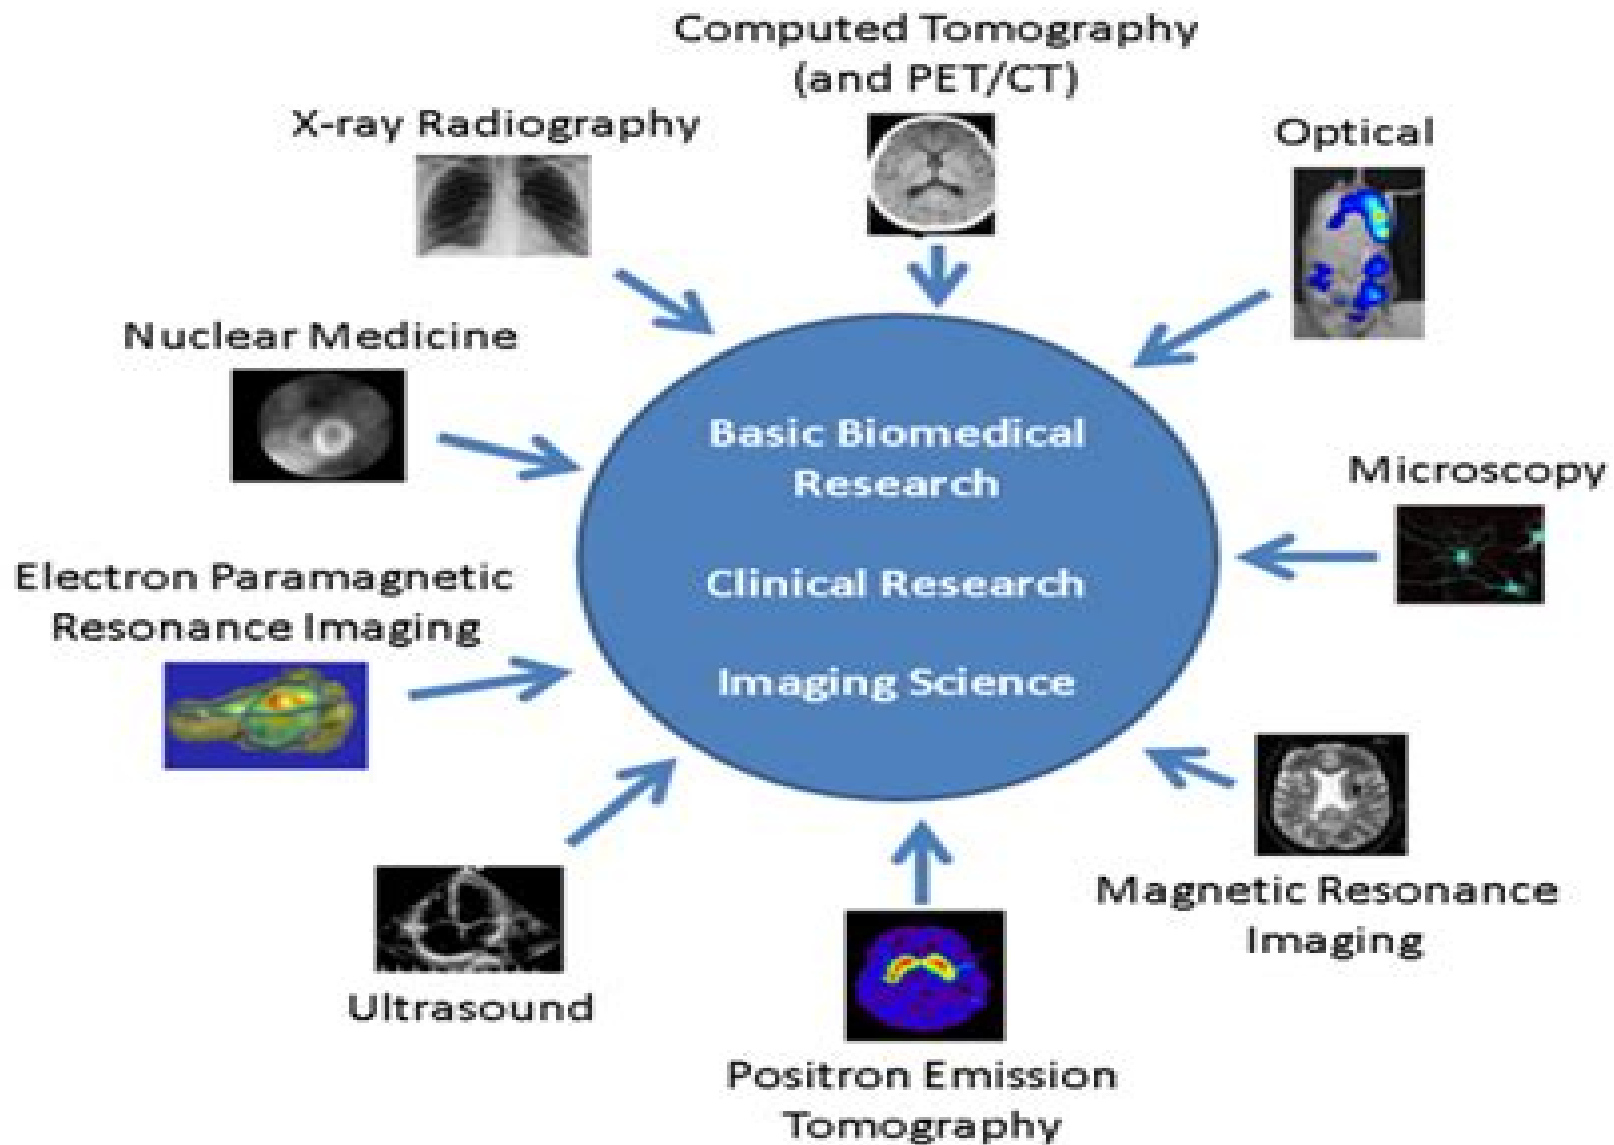 Computed Tomography
(and PET/CT)
X-ray Radiography
Optical
Nuclear Medicine
Basic Biomedical
Research
Microscopy
Electron Paramagnetic
Resonance Imaging
Clinical Research
Imaging Science
Magnetic Resonance
Imaging
Ultrasound
Positron Emission
Tomography